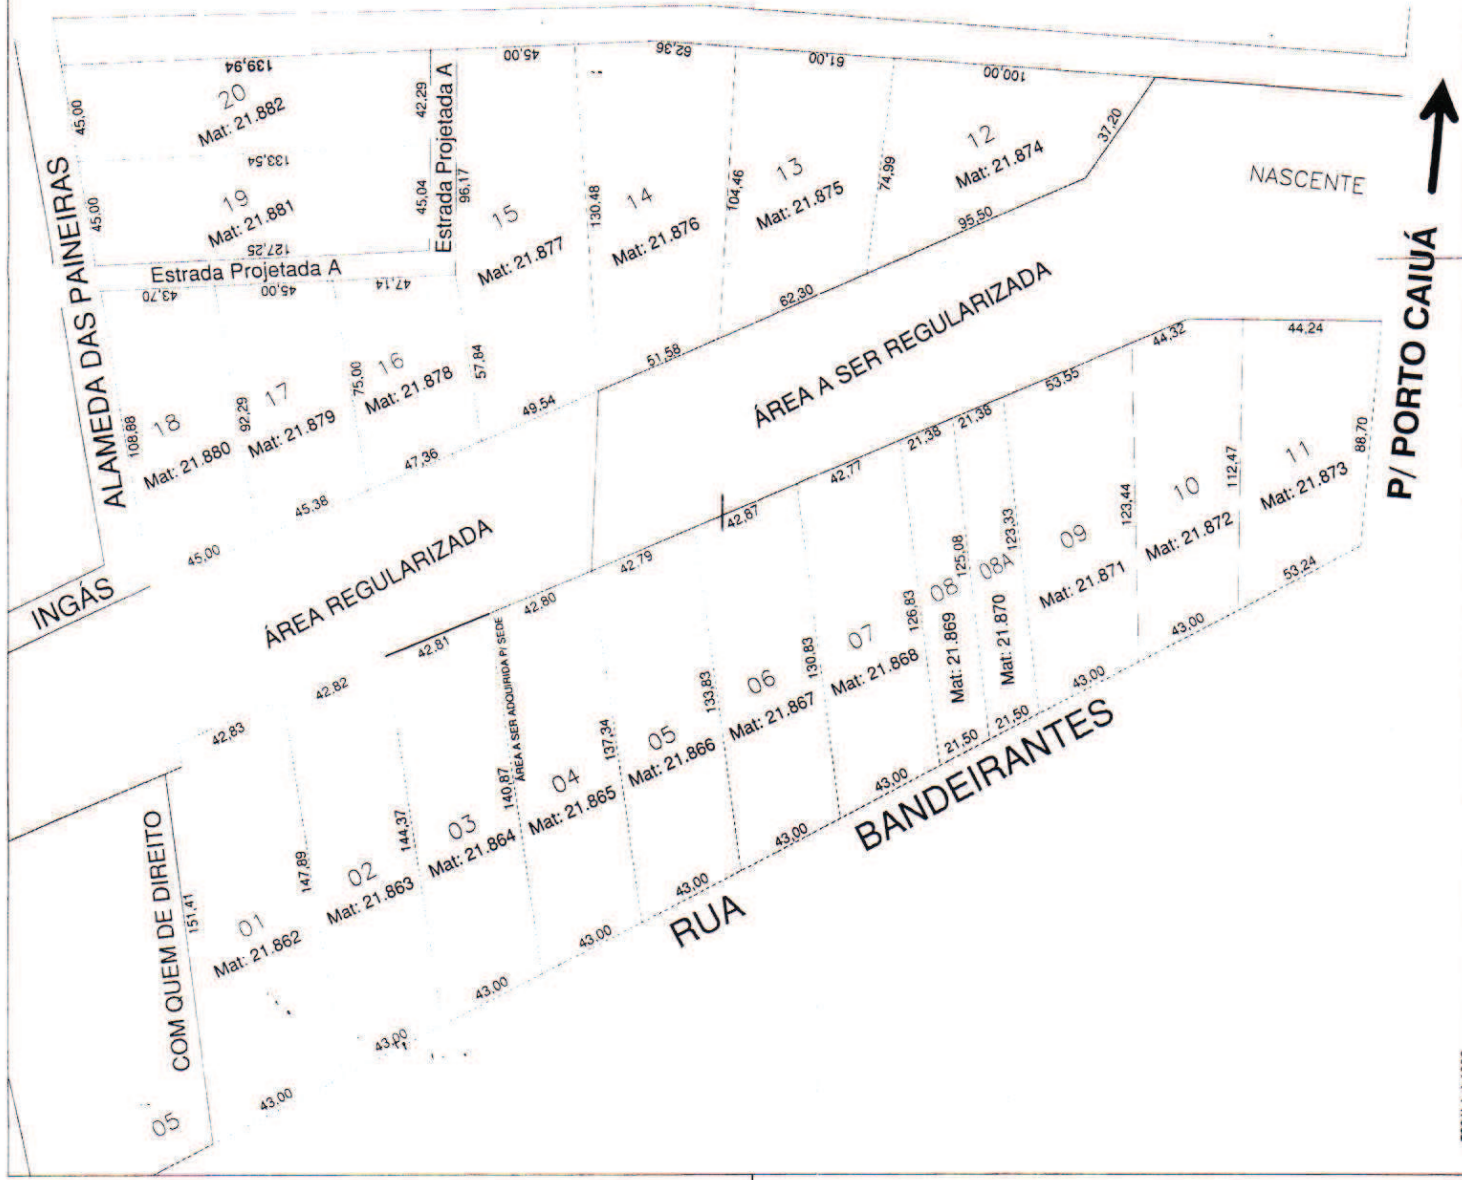 139,94
45,00
62,36
61,00
100,00
20
Mat: 21.882
45,00
42,29
Estrada Projetada A
133,54
19
Mat: 21.881
45,00
45,04
96,17
127,25
Estrada Projetada A
ALAMEDA DAS PAINEIRAS
15
Mat: 21.877
130,48
14
Mat: 21.876
104,46
13
Mat: 21.875
74,99
12
Mat: 21.874
37,20
NASCENTE
P/ PORTO CAIUÁ
43,70
45,00
47,14
18
Mat: 21.880
108,88
92,29
17
Mat: 21.879
75,00
16
Mat: 21.878
57,84
45,00
45,38
47,36
49,54
51,58
62,30
95,50
INGÁS
ÁREA REGULARIZADA
ÁREA A SER REGULARIZADA
42,83
42,82
42,81
42,80
42,79
42,87
42,77
21,38
21,38
53,55
44,32
44,24
COM QUEM DE DIREITO
151,41
01
Mat: 21.862
147,89
02
Mat: 21.863
144,37
03
Mat: 21.864
140,87
ÁREA A SER ADQUIRIDA P/ SEDE
04
Mat: 21.865
137,34
05
Mat: 21.866
133,83
06
Mat: 21.867
130,83
07
Mat: 21.868
126,83
08
Mat: 21.869
125,08
08A
Mat: 21.870
123,33
09
Mat: 21.871
123,44
10
Mat: 21.872
112,47
11
Mat: 21.873
88,70
05
43,00
43,00
43,00
43,00
43,00
43,00
43,00
21,50
21,50
43,00
43,00
53,24
RUA
BANDEIRANTES